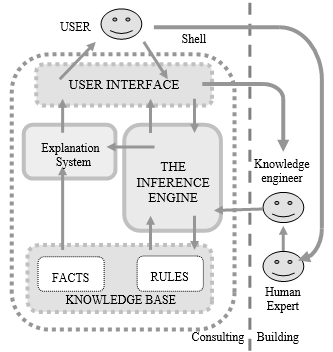 USER
Shell
USER INTERFACE
Explanation
System
THE
INFERENCE
ENGINE
Knowledge
engineer
FACTS
RULES
KNOWLEDGE BASE
Human
Expert
Consulting
Building